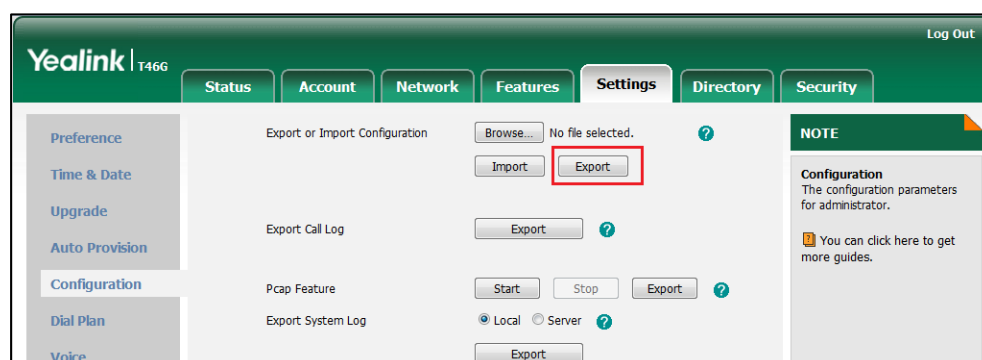 Log Out
Yealink T46G
Status Account Network Features Settings Directory Security
Preference
Time & Date
Upgrade
Auto Provision
Configuration
Dial Plan
Voice
Export or Import Configuration Browse... No file selected. ?
Import Export
Export Call Log Export ?
Pcap Feature Start Stop Export ?
Export System Log Local Server ?
Export
NOTE
Configuration
The configuration parameters
for administrator.
? You can click here to get
more guides.